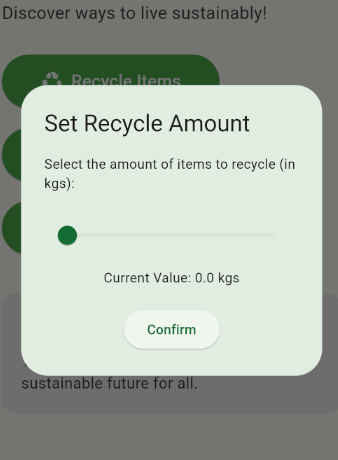 Discover ways to live sustainably!
Recycle Items
Set Recycle Amount
Select the amount of items to recycle (in
kgs):
Current Value: 0.0 kgs
Confirm
sustainable future for all.